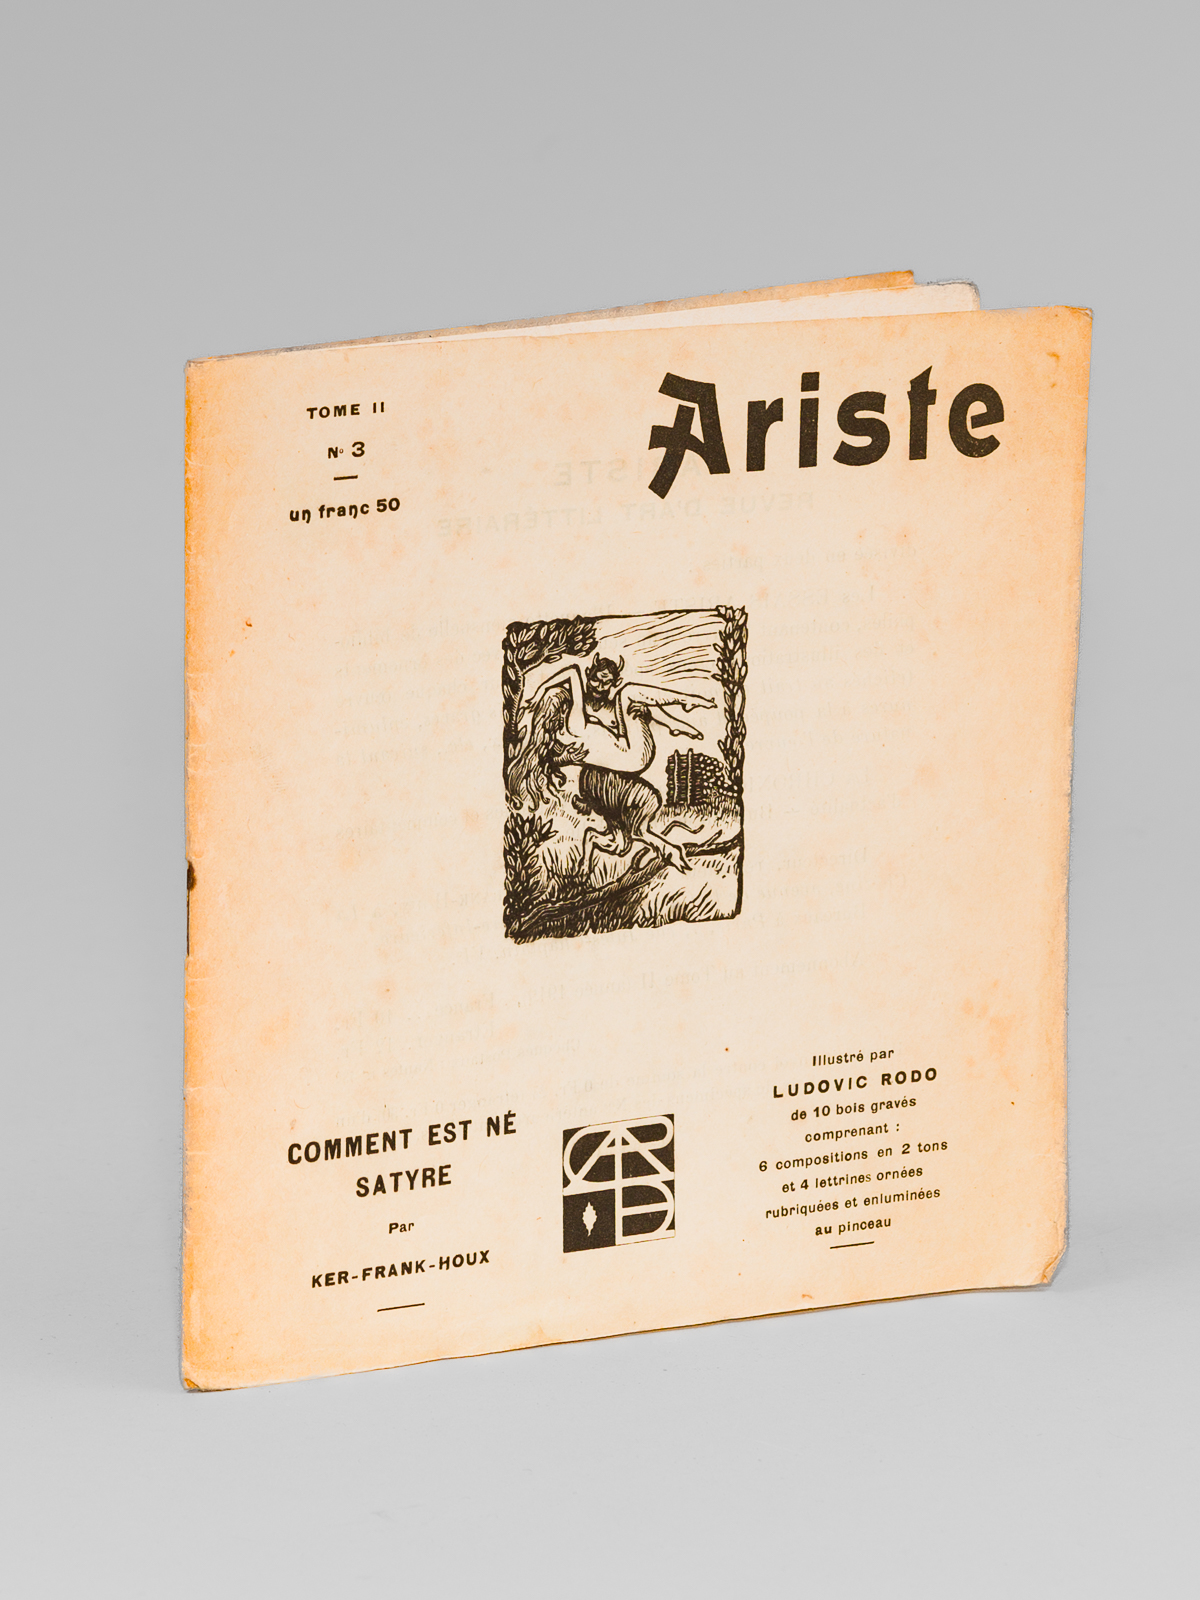 TOME II
Nº 3
un franc 50
Ariste
COMMENT EST NÉ
SATYRE
Par
KER-FRANK-HOUX
Illustré par
LUDOVIC RODO
de 10 bois gravés
comprenant :
6 compositions en 2 tons
et 4 lettrines ornées
rubriquées et enluminées
au pinceau